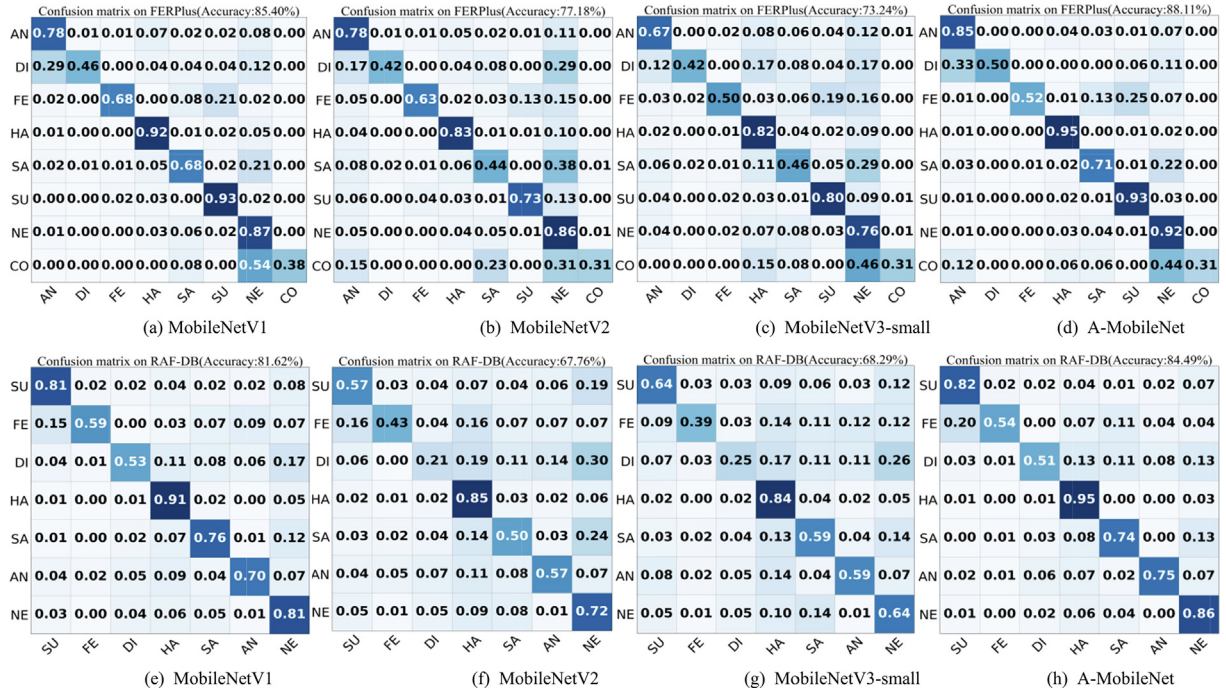 Confusion matrix on FERPlus(Accuracy:85.40%)
AN 0.78 0.01 0.01 0.07 0.02 0.02 0.08 0.00
DI 0.29 0.46 0.00 0.04 0.04 0.04 0.12 0.00
FE 0.02 0.00 0.68 0.00 0.08 0.21 0.02 0.00
HA 0.01 0.00 0.00 0.92 0.01 0.02 0.05 0.00
SA 0.02 0.01 0.01 0.05 0.68 0.02 0.21 0.00
SU 0.00 0.00 0.02 0.03 0.00 0.93 0.02 0.00
NE 0.01 0.00 0.00 0.03 0.06 0.02 0.87 0.00
CO 0.00 0.00 0.00 0.00 0.08 0.00 0.54 0.38
AN DI FE HA SA SU NE CO
(a) MobileNetV1
Confusion matrix on FERPlus(Accuracy:77.18%)
AN 0.78 0.01 0.01 0.05 0.02 0.01 0.11 0.00
DI 0.17 0.42 0.00 0.04 0.08 0.00 0.29 0.00
FE 0.05 0.00 0.63 0.02 0.03 0.13 0.15 0.00
HA 0.04 0.00 0.00 0.83 0.01 0.01 0.10 0.00
SA 0.08 0.02 0.01 0.06 0.44 0.00 0.38 0.01
SU 0.06 0.00 0.04 0.03 0.01 0.73 0.13 0.00
NE 0.05 0.00 0.00 0.04 0.05 0.01 0.86 0.00
CO 0.15 0.00 0.00 0.00 0.23 0.00 0.31 0.31
AN DI FE HA SA SU NE CO
(b) MobileNetV2
Confusion matrix on FERPlus(Accuracy:73.24%)
AN 0.67 0.00 0.02 0.08 0.06 0.04 0.12 0.01
DI 0.12 0.42 0.00 0.17 0.08 0.04 0.17 0.00
FE 0.03 0.02 0.50 0.03 0.06 0.19 0.16 0.00
HA 0.02 0.00 0.00 0.82 0.04 0.02 0.09 0.00
SA 0.06 0.02 0.01 0.11 0.46 0.05 0.29 0.01
SU 0.04 0.00 0.02 0.03 0.01 0.80 0.09 0.01
NE 0.04 0.00 0.00 0.07 0.08 0.03 0.76 0.01
CO 0.00 0.00 0.00 0.15 0.08 0.00 0.46 0.31
AN DI FE HA SA SU NE CO
(c) MobileNetV3-small
Confusion matrix on FERPlus(Accuracy:88.11%)
AN 0.85 0.00 0.00 0.04 0.03 0.01 0.07 0.00
DI 0.33 0.50 0.00 0.00 0.00 0.06 0.11 0.00
FE 0.01 0.00 0.52 0.01 0.13 0.25 0.07 0.00
HA 0.01 0.00 0.00 0.95 0.00 0.01 0.02 0.00
SA 0.03 0.00 0.01 0.02 0.71 0.01 0.22 0.00
SU 0.01 0.00 0.00 0.02 0.01 0.93 0.03 0.00
NE 0.01 0.00 0.00 0.02 0.04 0.01 0.92 0.00
CO 0.12 0.00 0.00 0.06 0.06 0.00 0.44 0.31
AN DI FE HA SA SU NE CO
(d) A-MobileNet
Confusion matrix on RAF-DB(Accuracy:81.62%)
SU 0.81 0.02 0.02 0.04 0.02 0.02 0.08
FE 0.15 0.59 0.00 0.03 0.07 0.09 0.07
DI 0.04 0.01 0.53 0.11 0.08 0.06 0.17
HA 0.01 0.00 0.01 0.91 0.02 0.00 0.05
SA 0.01 0.00 0.02 0.07 0.76 0.01 0.12
AN 0.04 0.02 0.05 0.09 0.04 0.70 0.07
NE 0.03 0.00 0.04 0.06 0.05 0.01 0.81
SU FE DI HA SA AN NE
(e) MobileNetV1
Confusion matrix on RAF-DB(Accuracy:67.76%)
SU 0.57 0.03 0.04 0.07 0.04 0.06 0.19
FE 0.16 0.43 0.04 0.16 0.07 0.07 0.07
DI 0.06 0.00 0.21 0.19 0.11 0.14 0.30
HA 0.02 0.01 0.02 0.85 0.03 0.02 0.06
SA 0.03 0.02 0.04 0.14 0.50 0.03 0.24
AN 0.04 0.05 0.07 0.11 0.08 0.57 0.07
NE 0.05 0.01 0.05 0.09 0.08 0.01 0.72
SU FE DI HA SA AN NE
(f) MobileNetV2
Confusion matrix on RAF-DB(Accuracy:68.29%)
SU 0.64 0.03 0.03 0.09 0.06 0.03 0.12
FE 0.09 0.39 0.03 0.14 0.11 0.12 0.12
DI 0.07 0.03 0.25 0.17 0.11 0.11 0.26
HA 0.03 0.00 0.02 0.84 0.04 0.02 0.05
SA 0.03 0.02 0.04 0.13 0.59 0.04 0.14
AN 0.08 0.02 0.05 0.14 0.04 0.59 0.07
NE 0.05 0.01 0.05 0.10 0.14 0.01 0.64
SU FE DI HA SA AN NE
(g) MobileNetV3-small
Confusion matrix on RAF-DB(Accuracy:84.49%)
SU 0.82 0.02 0.02 0.04 0.01 0.02 0.07
FE 0.20 0.54 0.00 0.07 0.11 0.04 0.04
DI 0.03 0.01 0.51 0.13 0.11 0.08 0.13
HA 0.01 0.00 0.01 0.95 0.00 0.00 0.03
SA 0.00 0.01 0.03 0.08 0.74 0.00 0.13
AN 0.02 0.01 0.06 0.07 0.02 0.75 0.07
NE 0.01 0.00 0.02 0.06 0.04 0.00 0.86
SU FE DI HA SA AN NE
(h) A-MobileNet